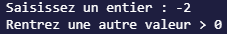 Saisissez un entier : -2
Rentrez une autre valeur > 0